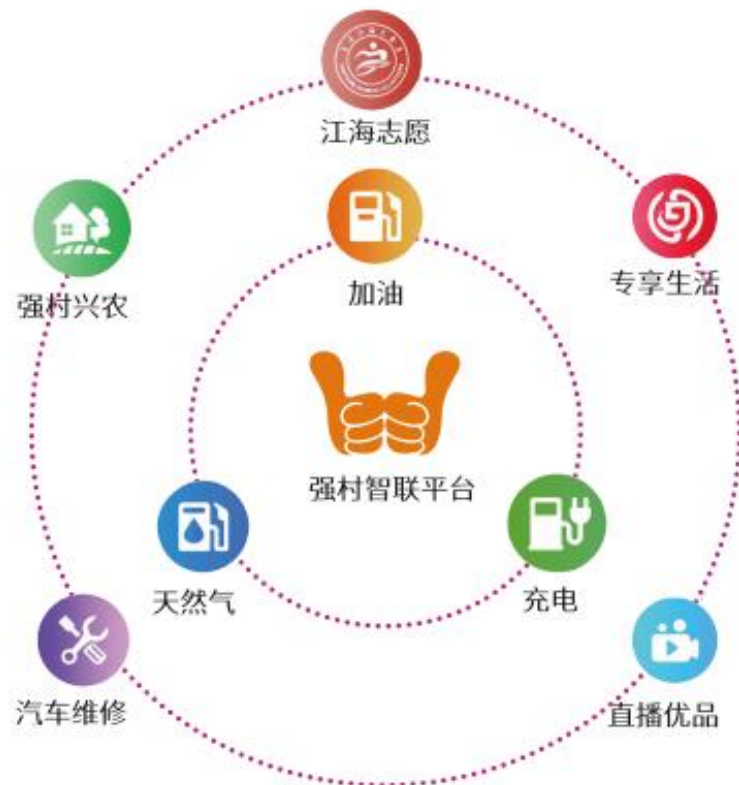 江海志愿
强村兴农
加油
专享生活
强村智联平台
天然气
充电
汽车维修
直播优品